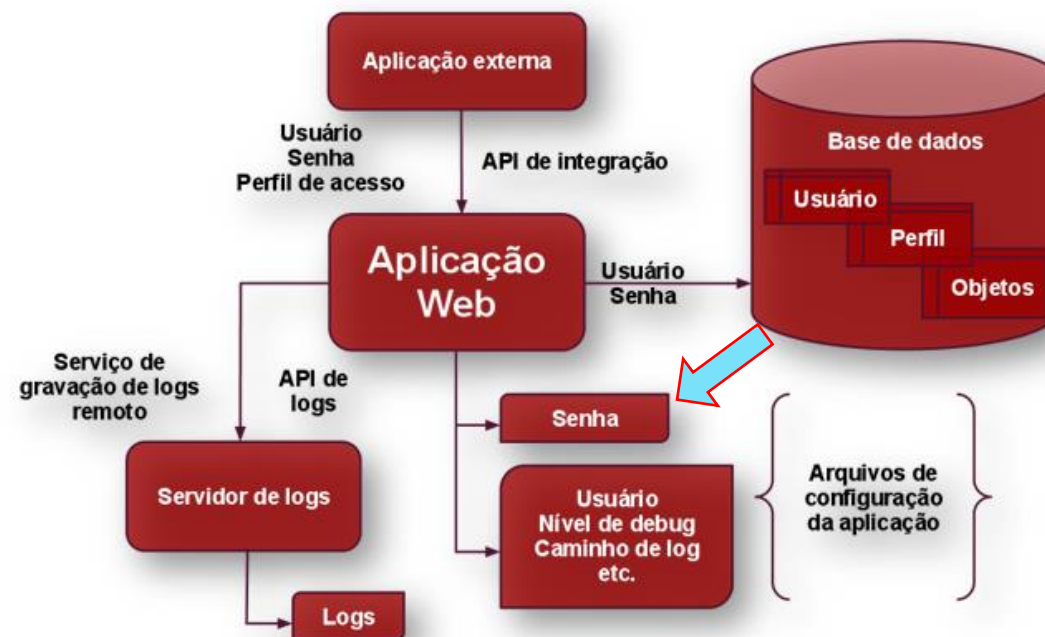 Aplicação externa
Usuário
Senha
Perfil de acesso
API de integração
Base de dados
Usuário
Perfil
Objetos
Aplicação
Web
Usuário
Senha
Serviço de
gravação de logs
remoto
API de
logs
Senha
Servidor de logs
Usuário
Nível de debug
Caminho de log
etc.
Arquivos de
configuração
da aplicação
Logs